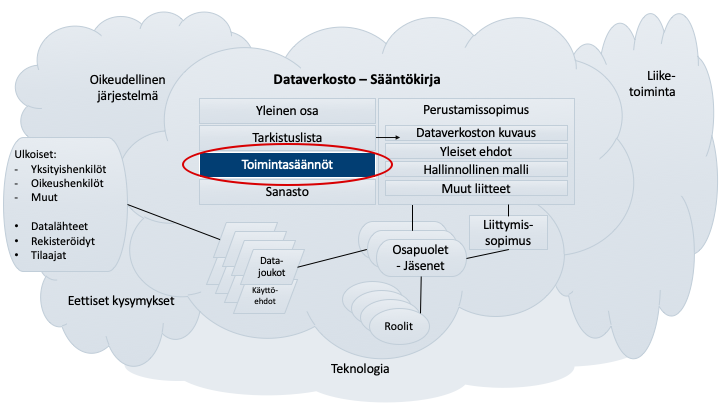 Oikeudellinen
järjestelmä
Dataverkosto – Sääntökirja
Liike-
toiminta
Yleinen osa
Tarkistuslista
Toimintasäännöt
Sanasto
Perustamissopimus
Dataverkoston kuvaus
Yleiset ehdot
Hallinnollinen malli
Muut liitteet
Ulkoiset:
- Yksityishenkilöt
- Oikeushenkilöt
- Muut
• Datalähteet
• Rekisteröidyt
• Tilaajat
Liittymis-
sopimus
Data-
joukot
Käyttö-
ehdot
Osapuolet
- Jäsenet
Eettiset kysymykset
Roolit
Teknologia